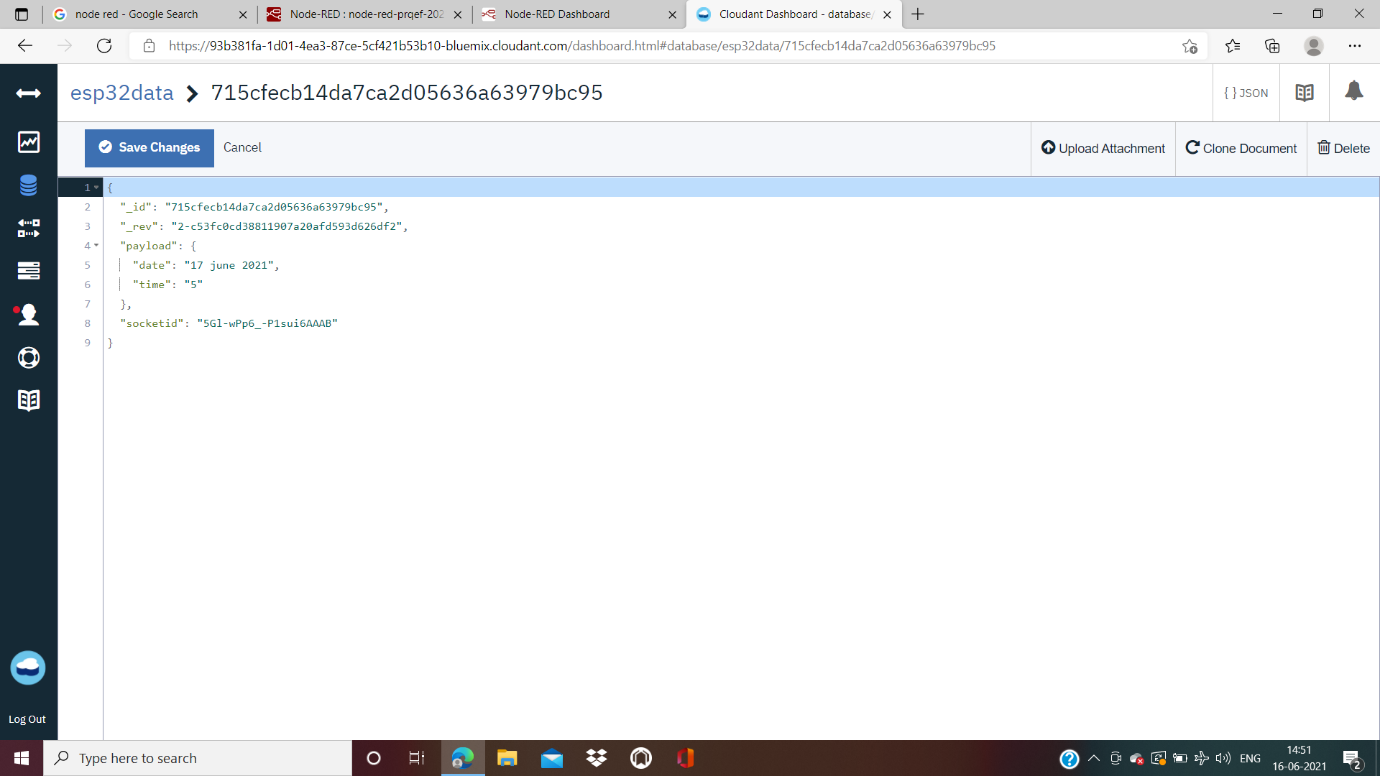 node red - Google Search
Node-RED : node-red-prqef-202
Node-RED Dashboard
Cloudant Dashboard - database/
https://93b381fa-1d01-4ea3-87ce-5cf421b53b10-bluemix.cloudant.com/dashboard.html#database/esp32data/715cfecb14da7ca2d05636a63979bc95
esp32data > 715cfecb14da7ca2d05636a63979bc95
{ } JSON
Save Changes
Cancel
Upload Attachment
Clone Document
Delete
1 {
2 "_id": "715cfecb14da7ca2d05636a63979bc95",
3 "_rev": "2-c53fc0cd38811907a20afd593d626df2",
4 "payload": {
5 "date": "17 june 2021",
6 "time": "5"
7 },
8 "socketid": "5Gl-wPp6_-P1sui6AAAB"
9 }
Log Out
Type here to search
ENG
14:51
16-06-2021
2